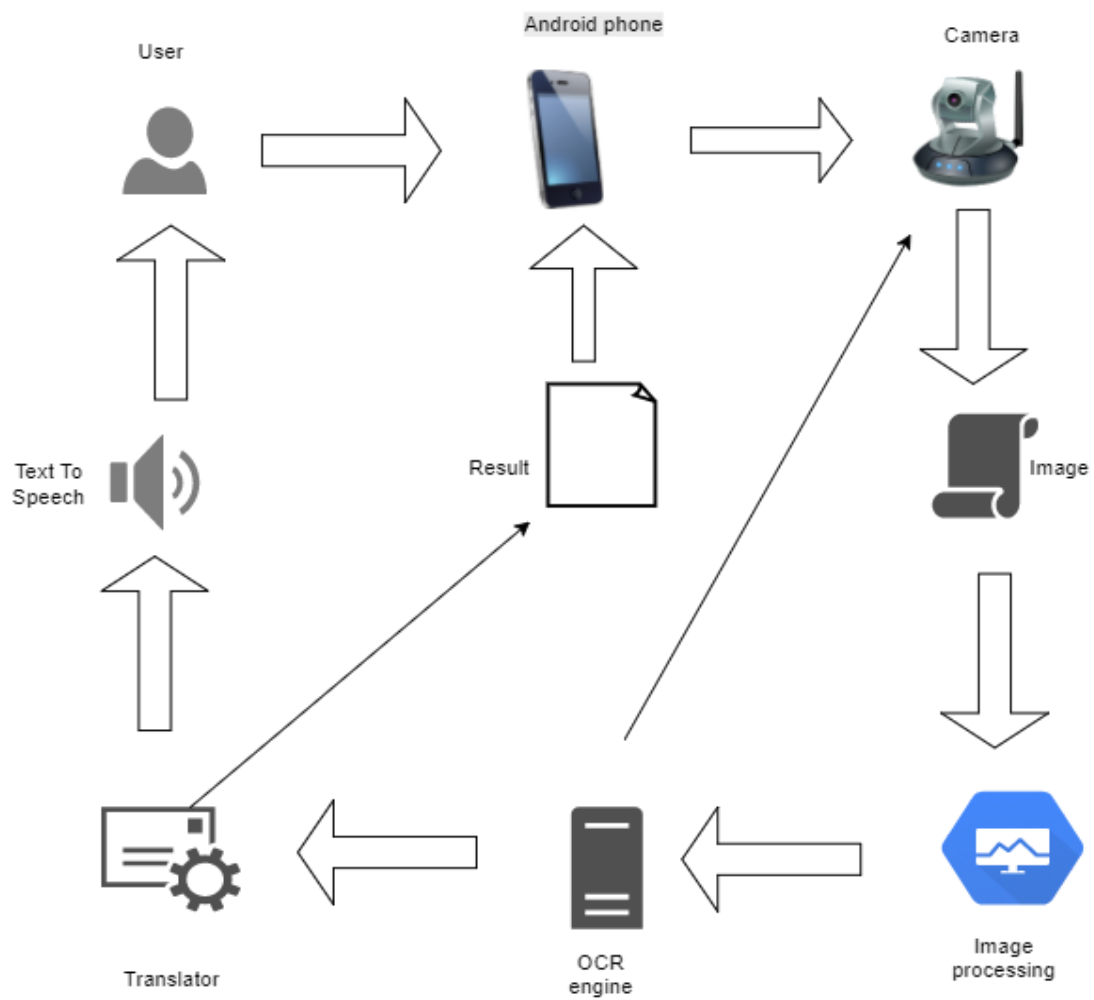 User
Android phone
Camera
Text To
Speech
Result
Image
Translator
OCR
engine
Image
processing